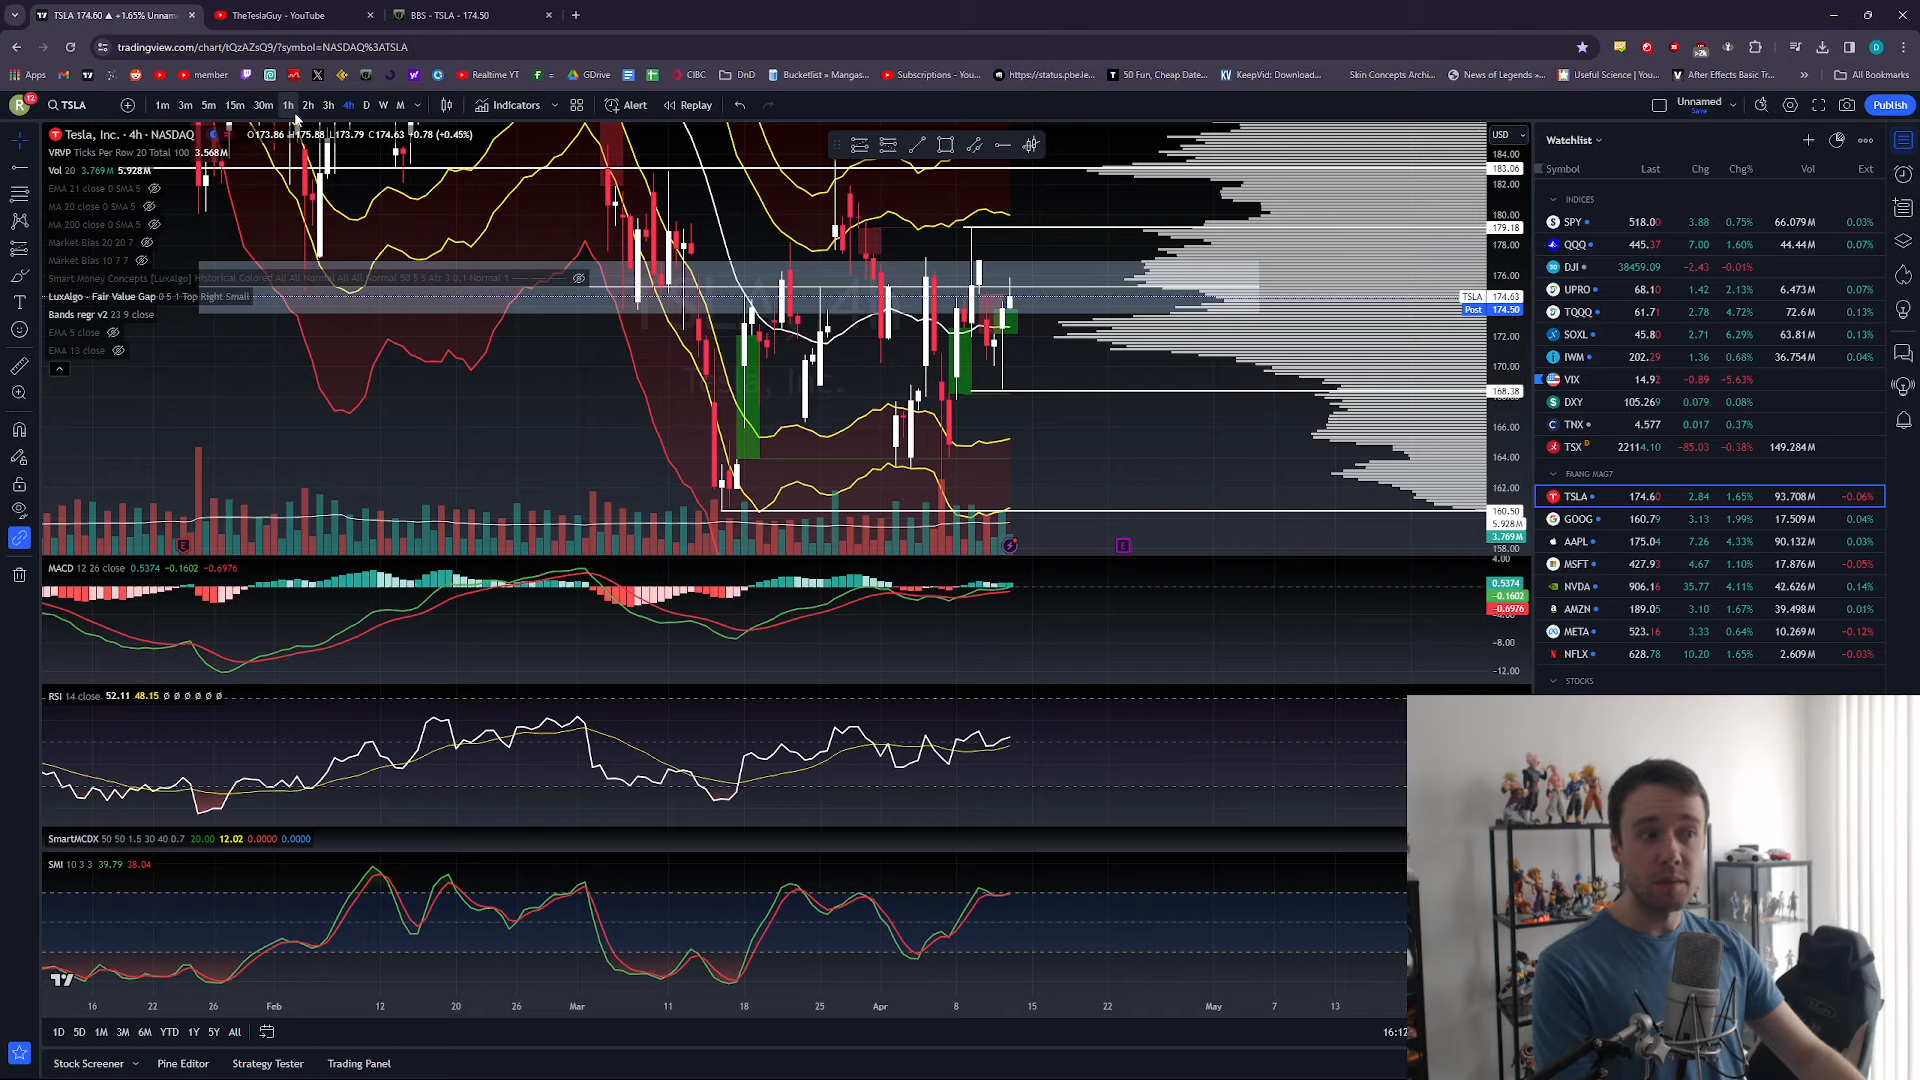 TSLA 174.60 ▲ +1.65% Unnam
TheTeslaGuy - YouTube
BBS - TSLA - 174.50
tradingview.com/chart/tQzAZsQ9/?symbol=NASDAQ%3ATSLA
Apps
member
Realtime YT
GDrive
CIBC
DnD
Bucketlist – Mangas...
Subscriptions - You...
https://status.pbe.le...
50 Fun, Cheap Date...
KeepVid: Download...
Skin Concepts Archi...
News of Legends »...
Useful Science | You...
After Effects Basic Tr...
All Bookmarks
TSLA
1m 3m 5m 15m 30m 1h 2h 3h 4h D W M
Indicators
Alert
Replay
Unnamed
Save
Publish
Tesla, Inc. · 4h · NASDAQ
O173.86 H175.88 L173.79 C174.63 +0.78 (+0.45%)
VRVP Ticks Per Row 20 Total 100 3.568M
Vol 20 3.769M 5.928M
EMA 21 close 0 SMA 5
MA 20 close 0 SMA 5
MA 200 close 0 SMA 5
Market Bias 20 20 7
Market Bias 10 7 7
Smart Money Concepts [LuxAlgo] Historical Colored All All Normal All All Normal 50 5 5 Atr 3 0.1 Normal 1
LuxAlgo - Fair Value Gap 0 5 1 Top Right Small
Bands regr v2 23 9 close
EMA 5 close
EMA 13 close
USD
184.00
183.06
182.00
180.00
179.18
178.00
176.00
TSLA 174.63
Post 174.50
172.00
170.00
168.38
166.00
164.00
162.00
160.50
5.928M
3.769M
158.00
MACD 12 26 close 0.5374 −0.1602 −0.6976
4.00
0.5374
−0.1602
−0.6976
−8.00
−12.00
RSI 14 close 52.11 48.15 Ø Ø Ø Ø Ø Ø
SmartMCDX 50 50 1.5 30 40 0.7 20.00 12.02 0.0000 0.0000
SMI 10 3 3 39.79 38.04
16 22 26 Feb 12 20 26 Mar 11 18 25 Apr 8 15 22 May 7 13
1D 5D 1M 3M 6M YTD 1Y 5Y All
16:12
Stock Screener
Pine Editor
Strategy Tester
Trading Panel
Watchlist
Symbol Last Chg Chg% Vol Ext
INDICES
SPY 518.00 3.88 0.75% 66.079M 0.03%
QQQ 445.37 7.00 1.60% 44.44M 0.07%
DJI 38459.09 −2.43 −0.01%
UPRO 68.10 1.42 2.13% 6.473M 0.07%
TQQQ 61.71 2.78 4.72% 72.6M 0.13%
SOXL 45.80 2.71 6.29% 63.81M 0.13%
IWM 202.29 1.36 0.68% 36.754M 0.04%
VIX 14.92 −0.89 −5.63%
DXY 105.269 0.079 0.08%
TNX 4.577 0.017 0.37%
TSX D 22114.10 −85.03 −0.38% 149.284M
FAANG MAG7
TSLA 174.60 2.84 1.65% 93.708M −0.06%
GOOG 160.79 3.13 1.99% 17.509M 0.04%
AAPL 175.04 7.26 4.33% 90.132M 0.03%
MSFT 427.93 4.67 1.10% 17.876M −0.05%
NVDA 906.16 35.77 4.11% 42.626M 0.14%
AMZN 189.05 3.10 1.67% 39.498M 0.01%
META 523.16 3.33 0.64% 10.269M −0.12%
NFLX 628.78 10.20 1.65% 2.609M −0.03%
STOCKS